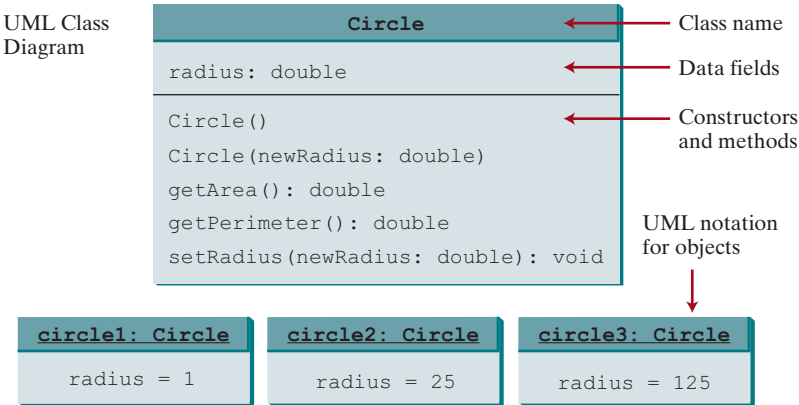 UML Class
Diagram
Circle
Class name
radius: double
Data fields
Circle()
Constructors
and methods
Circle(newRadius: double)
getArea(): double
getPerimeter(): double
setRadius(newRadius: double): void
UML notation
for objects
circle1: Circle
radius = 1
circle2: Circle
radius = 25
circle3: Circle
radius = 125